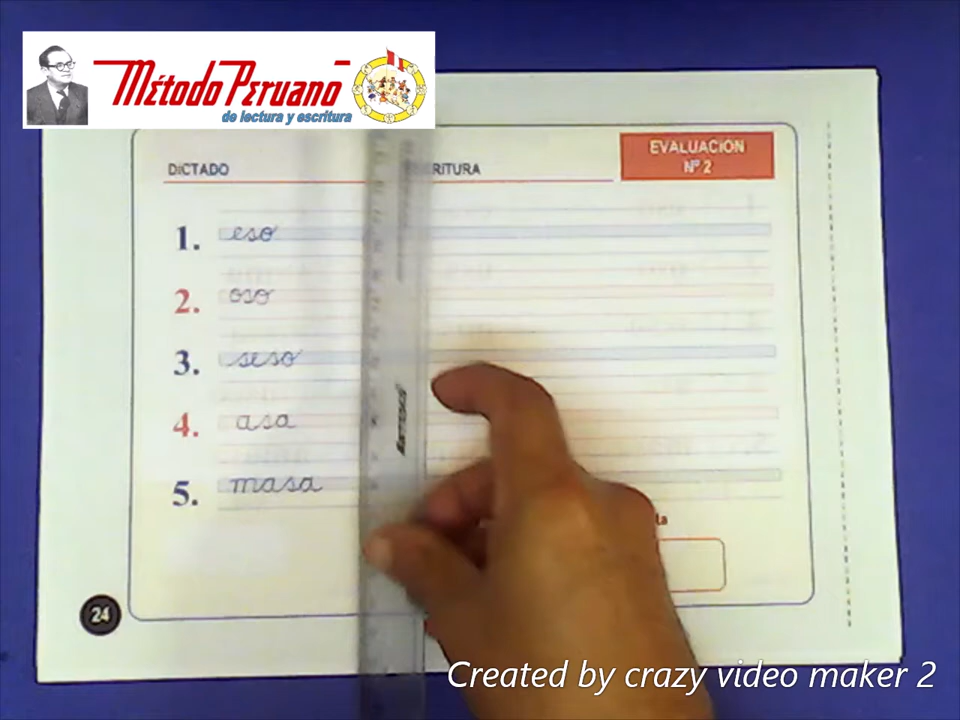 Método Peruano
de lectura y escritura
DICTADO
EVALUACIÓN
Nº 2
1. eso
2. oso
3. seso
4. asa
5. masa
ARTESCO
24
Created by crazy video maker 2